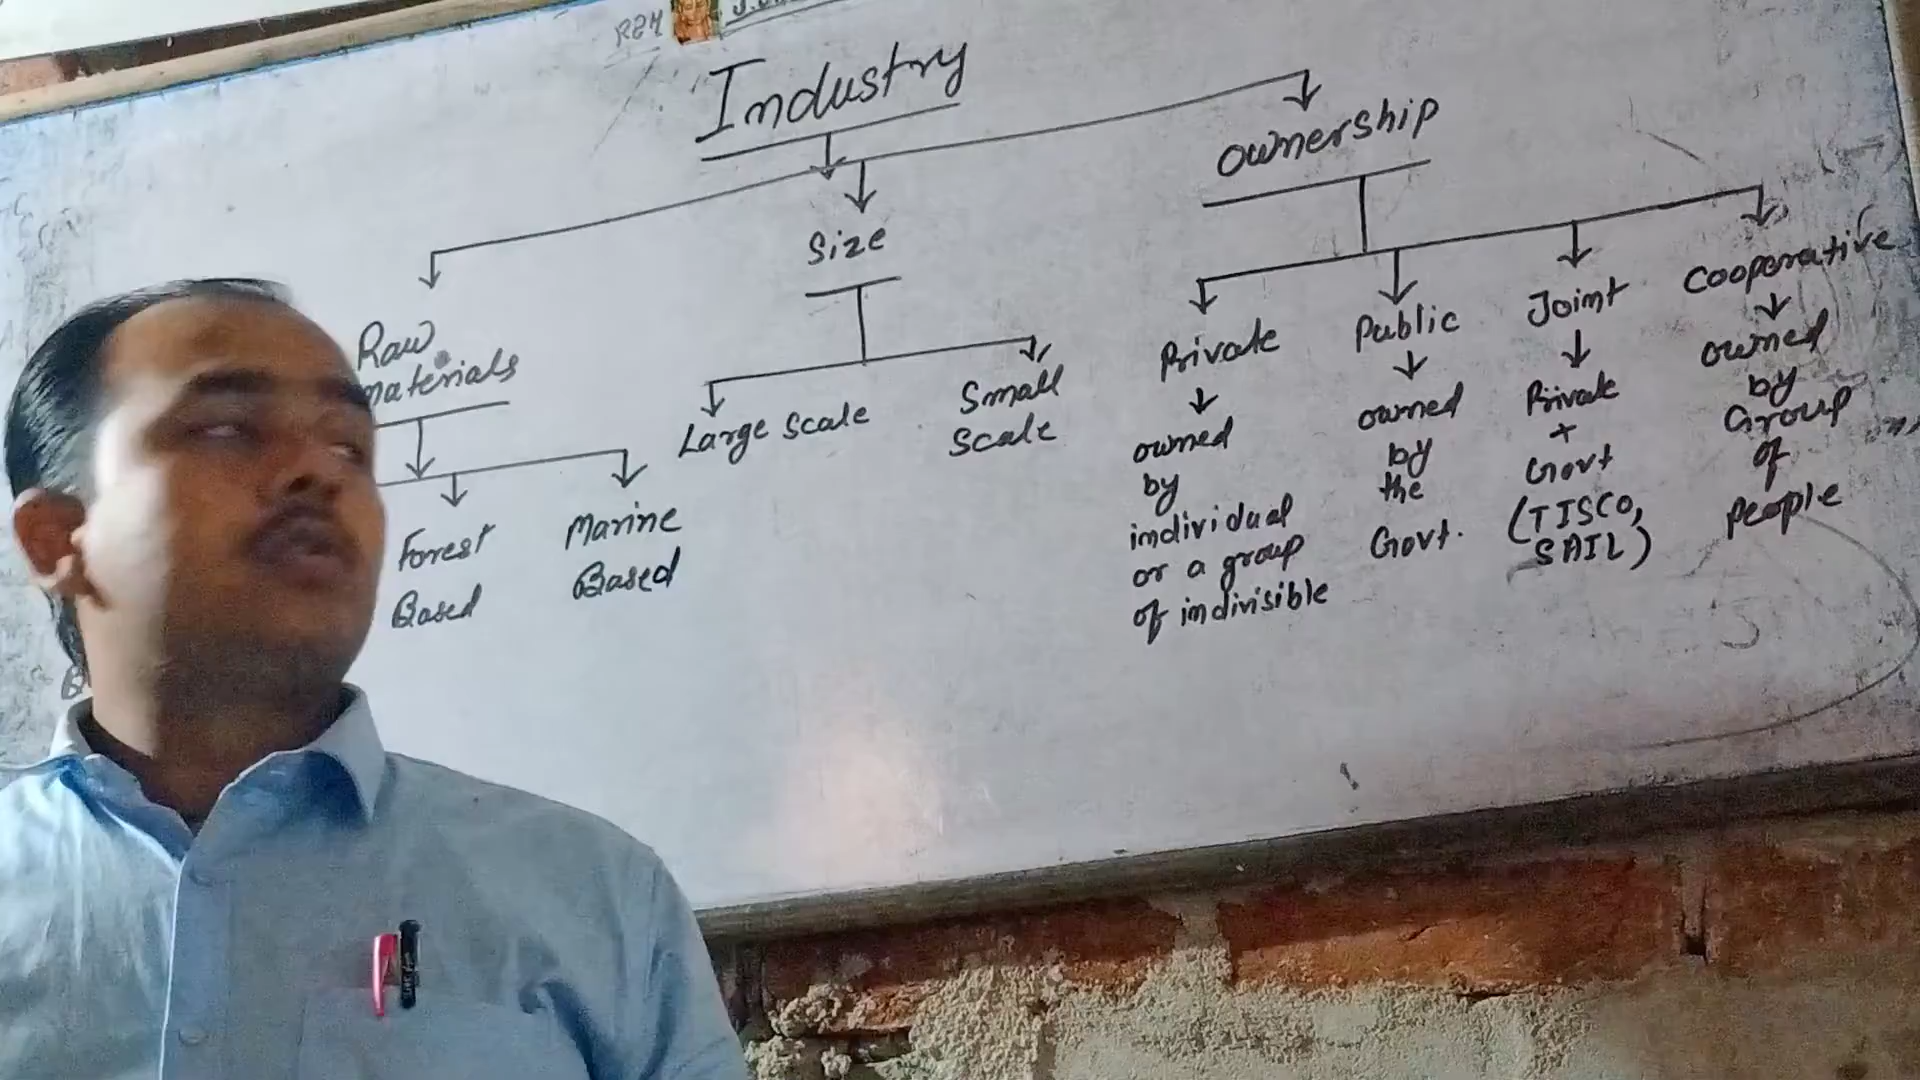 R24
Industry
Ownership
Size
Raw
materials
Private
Public
Joint
Cooperative
Large Scale
Small
Scale
Forest
Based
Marine
Based
owned
by
individual
or a group
of indivisible
owned
by
the
Govt.
Private
+
Govt
(TISCO,
SAIL)
owned
by
Group
of
People